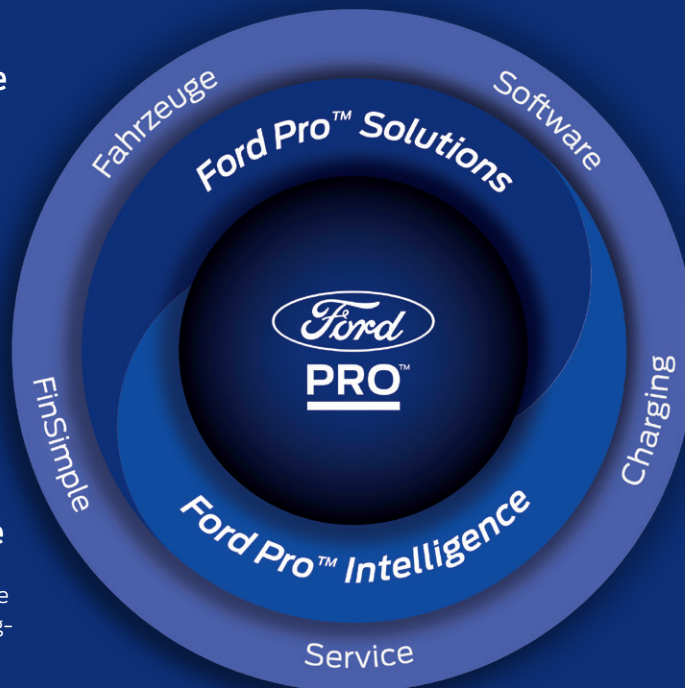 Fahrzeuge
Software
Ford Pro™ Solutions
Ford
PRO™
FinSimple
Charging
Ford Pro™ Intelligence
Service